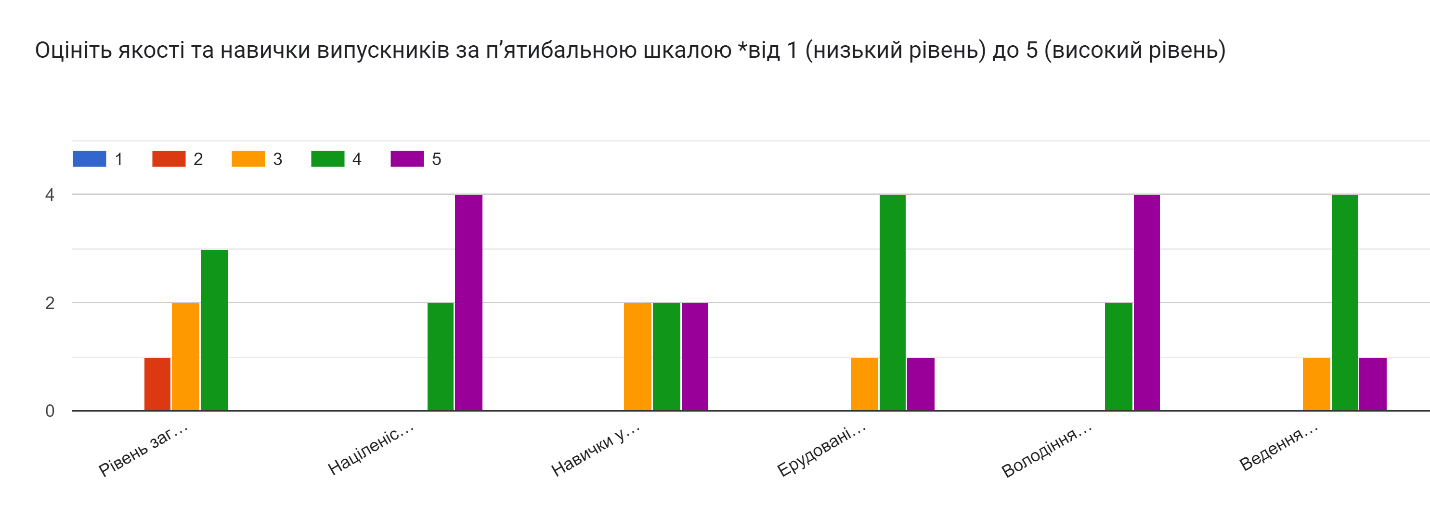 Оцініть якості та навички випускників за п’ятибальною шкалою *від 1 (низький рівень) до 5 (високий рівень)
1 2 3 4 5
4
2
0
Рівень заг… Націленіс… Навички у… Ерудовані… Володіння… Ведення…